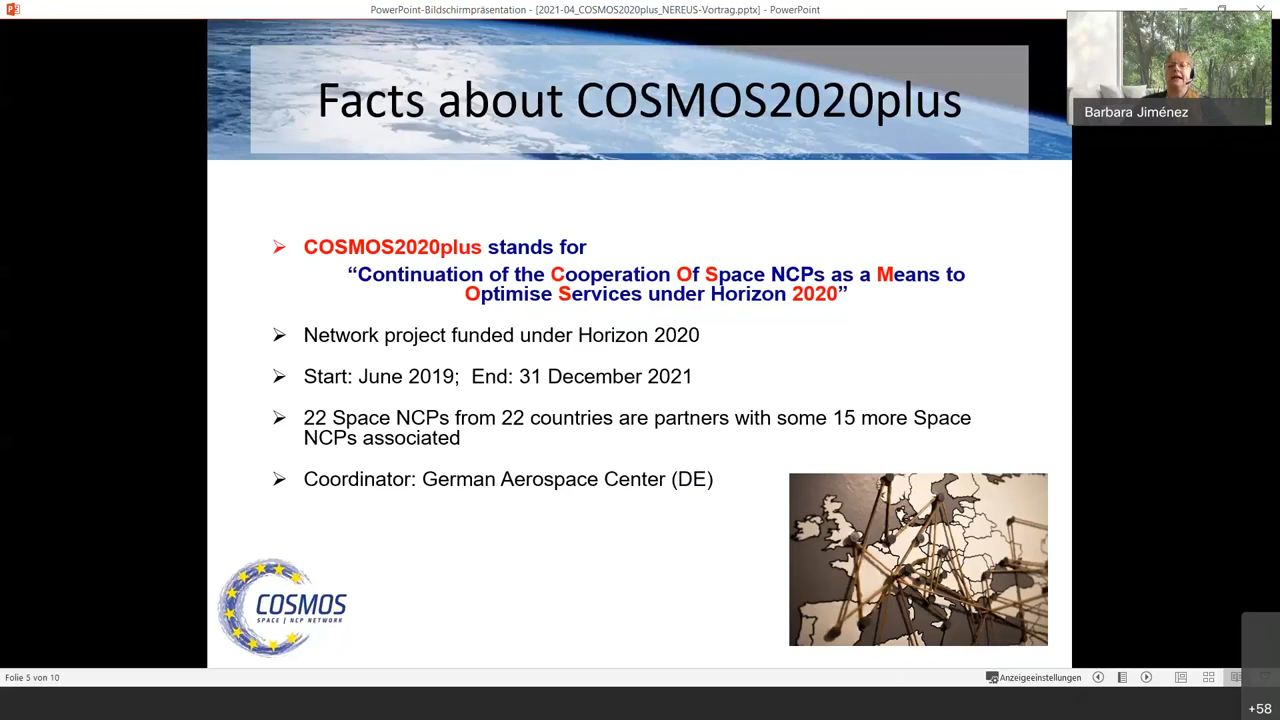 PowerPoint-Bildschirmpräsentation - [2021-04_COSMOS2020plus_NEREUS-Vortrag.pptx] - PowerPoint
Facts about COSMOS2020plus
Barbara Jiménez
COSMOS2020plus stands for
“Continuation of the Cooperation Of Space NCPs as a Means to
Optimise Services under Horizon 2020”
Network project funded under Horizon 2020
Start: June 2019; End: 31 December 2021
22 Space NCPs from 22 countries are partners with some 15 more Space
NCPs associated
Coordinator: German Aerospace Center (DE)
COSMOS
SPACE | NCP NETWORK
Folie 5 von 10
Anzeigeeinstellungen
+58